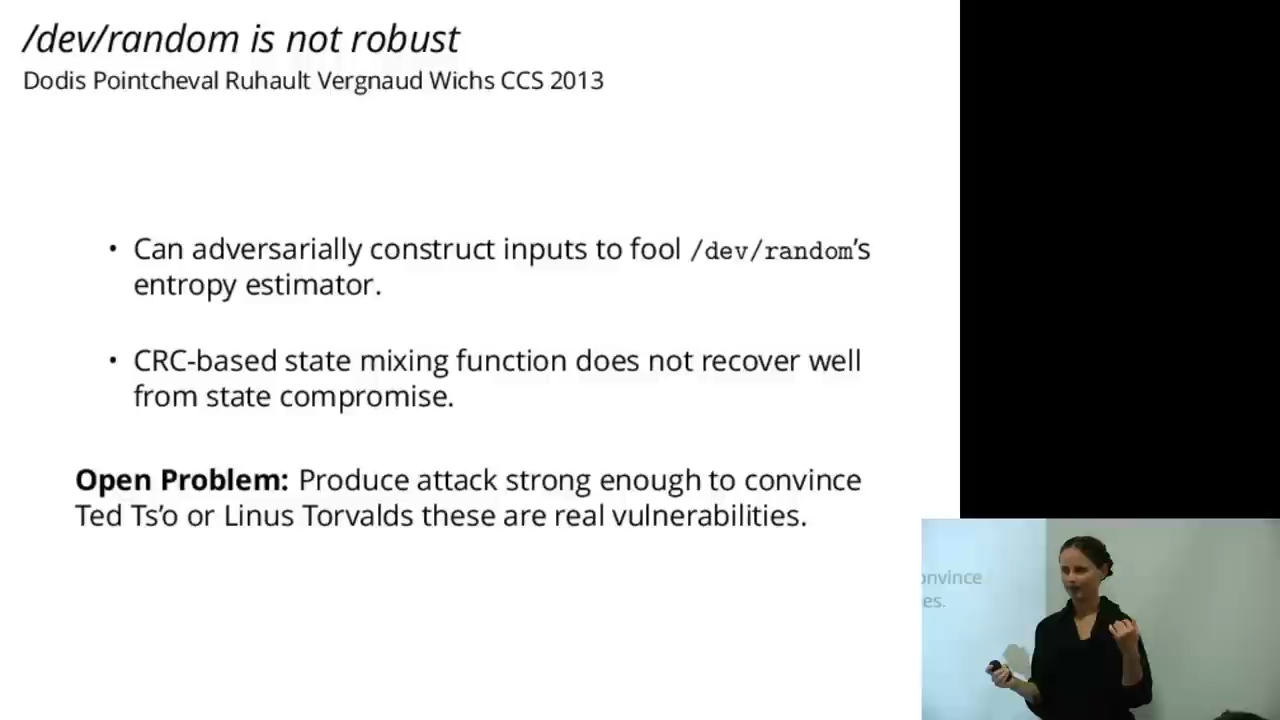 /dev/random is not robust
Dodis Pointcheval Ruhault Vergnaud Wichs CCS 2013
• Can adversarially construct inputs to fool /dev/random's
entropy estimator.
• CRC-based state mixing function does not recover well
from state compromise.
Open Problem: Produce attack strong enough to convince
Ted Ts'o or Linus Torvalds these are real vulnerabilities.
onvince
es.